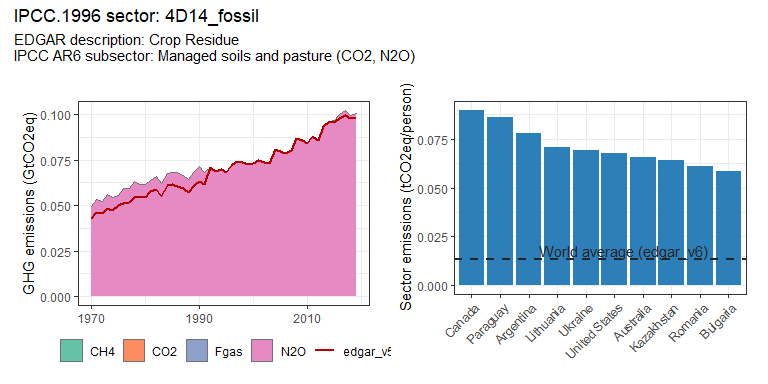 IPCC.1996 sector: 4D14_fossil
EDGAR description: Crop Residue
IPCC AR6 subsector: Managed soils and pasture (CO2, N2O)
GHG emissions (GtCO2eq)
0.100
0.075
0.050
0.025
0.000
1970
1990
2010
CH4
CO2
Fgas
N2O
edgar_v5
Sector emissions (tCO2eq/person)
0.075
0.050
0.025
0.000
World average (edgar_v6)
Canada
Paraguay
Argentina
Lithuania
Ukraine
United States
Australia
Kazakhstan
Romania
Bulgaria